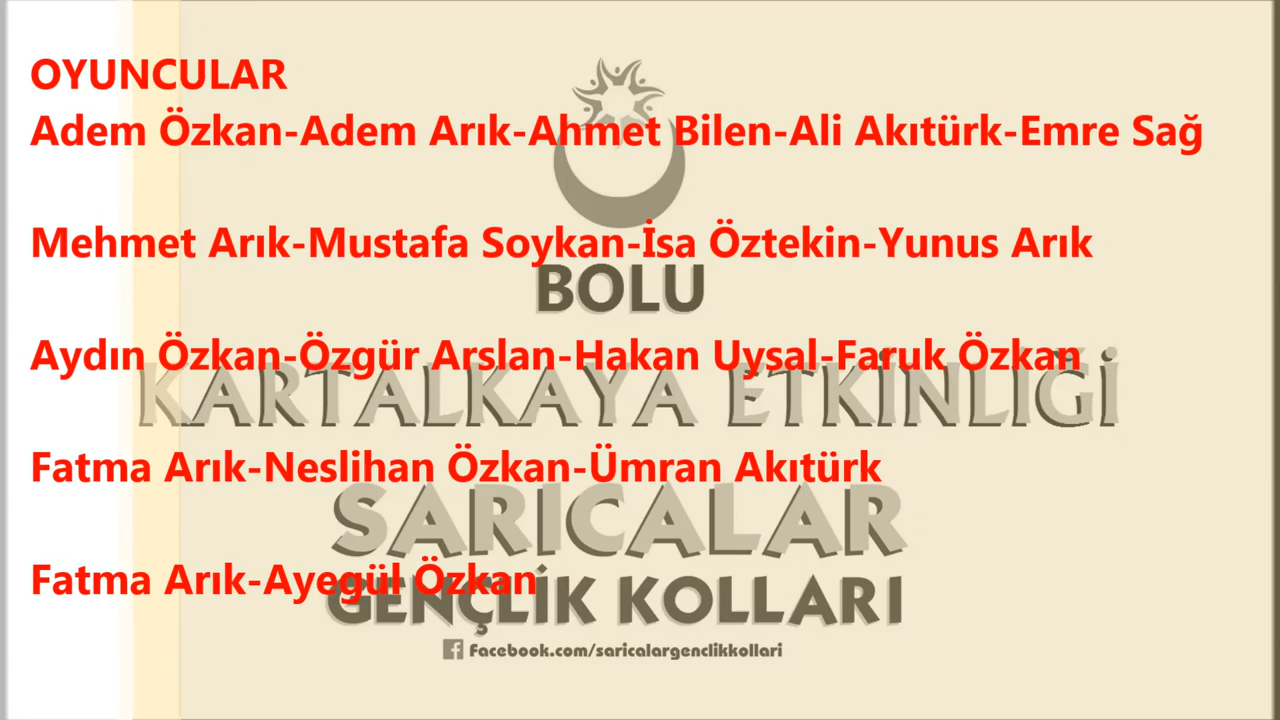 OYUNCULAR
Adem Özkan-Adem Arık-Ahmet Bilen-Ali Akıtürk-Emre Sağ
Mehmet Arık-Mustafa Soykan-İsa Öztekin-Yunus Arık
BOLU
Aydın Özkan-Özgür Arslan-Hakan Uysal-Faruk Özkan
KARTALKAYA ETKİNLİĞİ
Fatma Arık-Neslihan Özkan-Ümran Akıtürk
SARICALAR
Fatma Arık-Ayegül Özkan
GENÇLİK KOLLARI
Facebook.com/saricalargenclikkollari